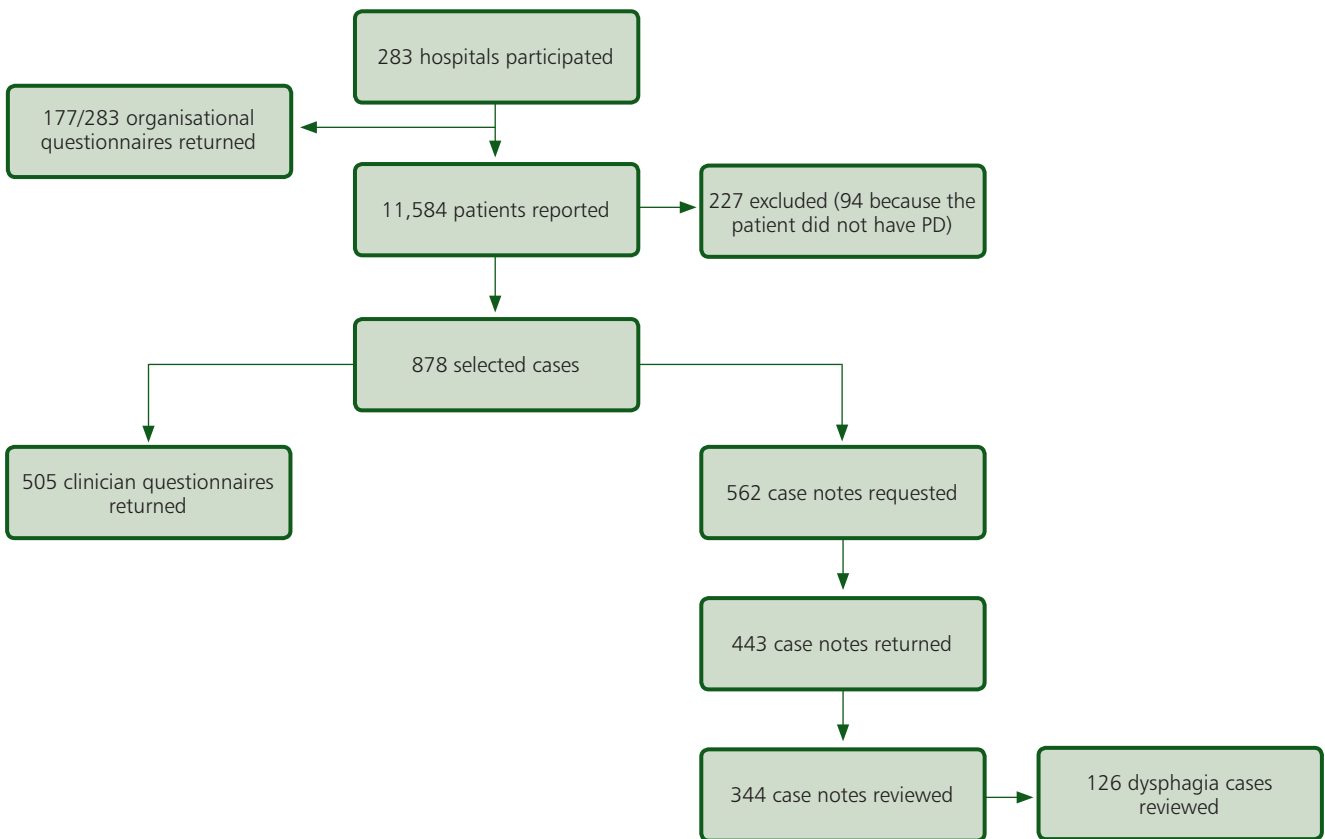 283 hospitals participated
177/283 organisational
questionnaires returned
11,584 patients reported
227 excluded (94 because the
patient did not have PD)
878 selected cases
505 clinician questionnaires
returned
562 case notes requested
443 case notes returned
344 case notes reviewed
126 dysphagia cases
reviewed